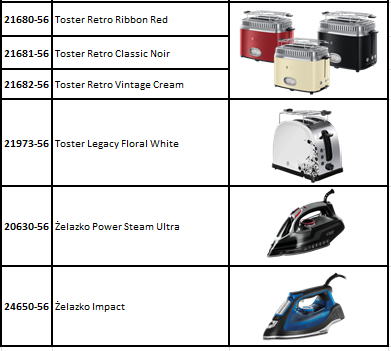 21680-56 Toster Retro Ribbon Red
21681-56 Toster Retro Classic Noir
21682-56 Toster Retro Vintage Cream
21973-56 Toster Legacy Floral White
20630-56 Żelazko Power Steam Ultra
24650-56 Żelazko Impact